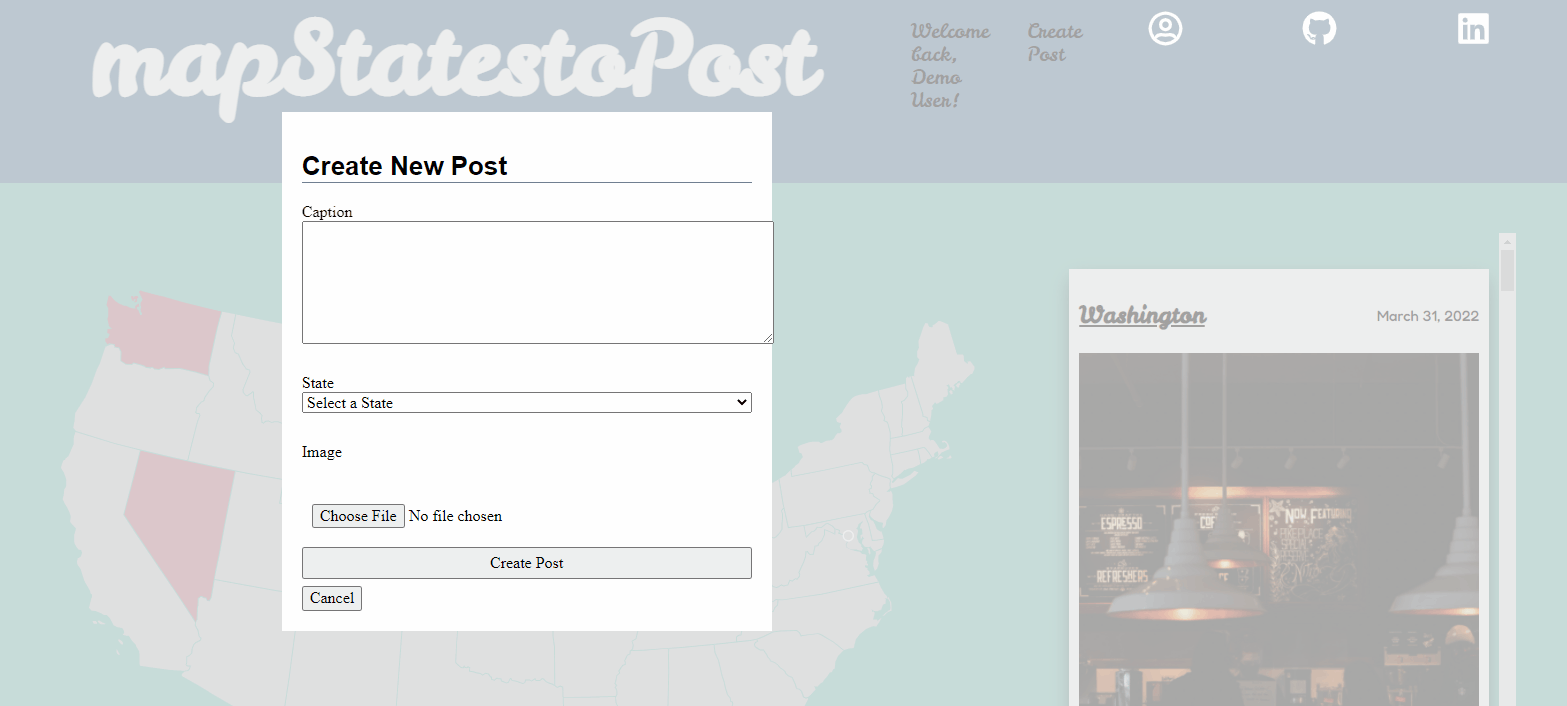 mapStatestoPost
Welcome
back,
Demo
User!
Create
Post
Create New Post
Caption
State
Select a State
Image
Choose File No file chosen
Create Post
Cancel
Washington
March 31, 2022
ESPRESSO
NOW FEATURING
REFRESHERS